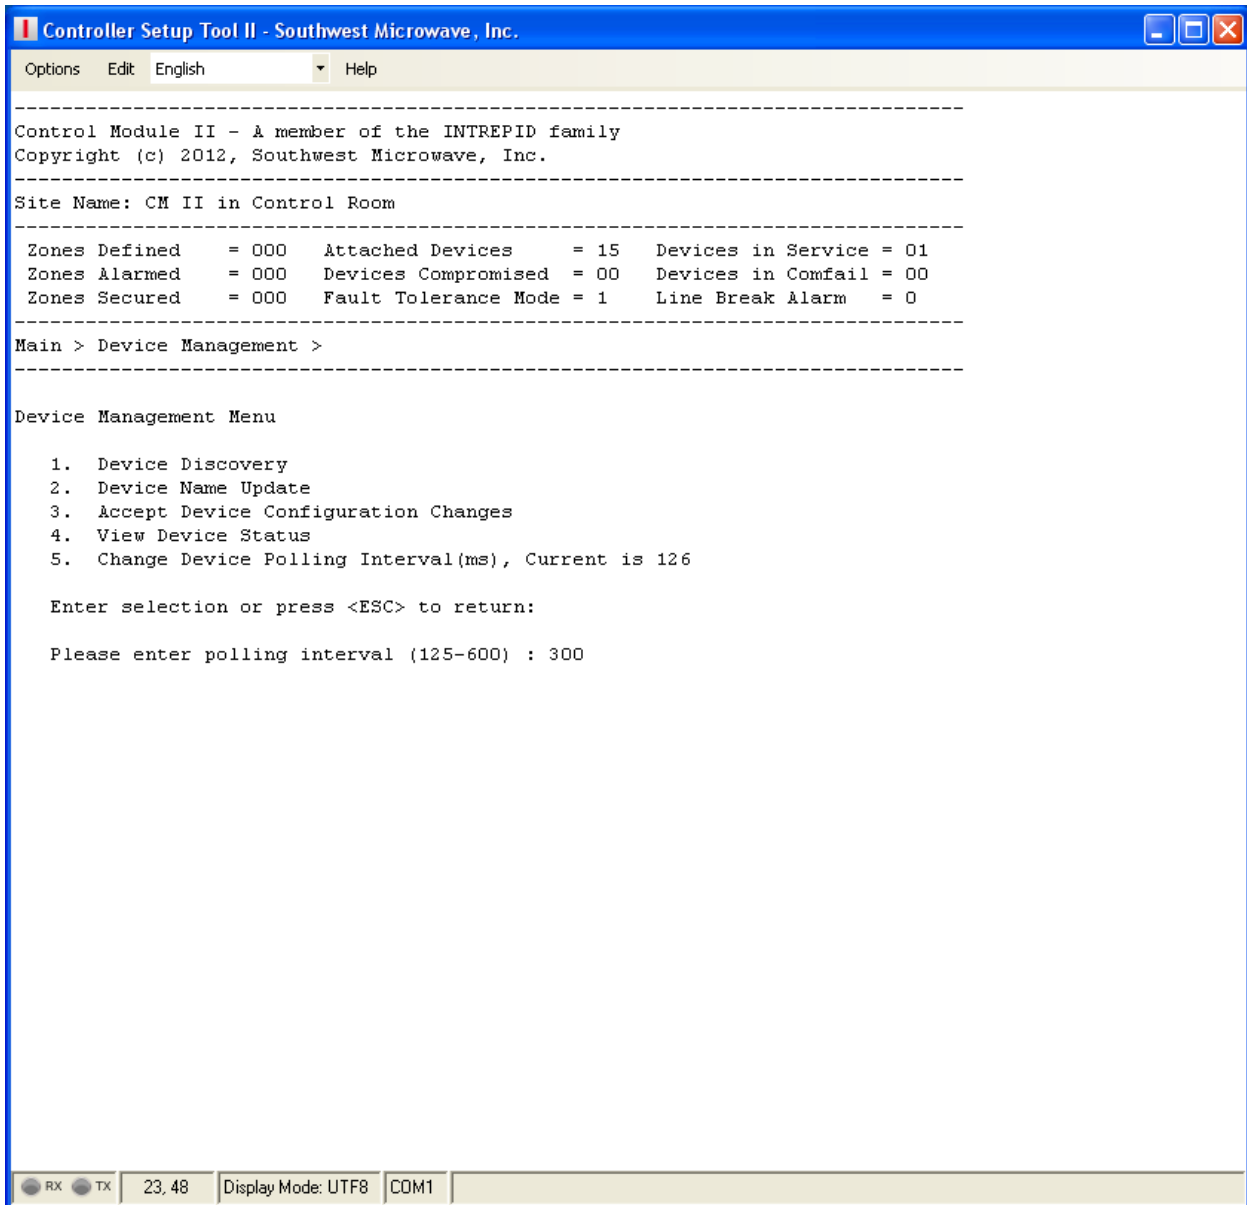 Controller Setup Tool II - Southwest Microwave, Inc.
Options Edit English Help
--------------------------------------------------------------------------------
Control Module II - A member of the INTREPID family
Copyright (c) 2012, Southwest Microwave, Inc.
--------------------------------------------------------------------------------
Site Name: CM II in Control Room
--------------------------------------------------------------------------------
Zones Defined = 000 Attached Devices = 15 Devices in Service = 01
Zones Alarmed = 000 Devices Compromised = 00 Devices in Comfail = 00
Zones Secured = 000 Fault Tolerance Mode = 1 Line Break Alarm = 0
--------------------------------------------------------------------------------
Main > Device Management >
--------------------------------------------------------------------------------
Device Management Menu
1. Device Discovery
2. Device Name Update
3. Accept Device Configuration Changes
4. View Device Status
5. Change Device Polling Interval(ms), Current is 126
Enter selection or press <ESC> to return:
Please enter polling interval (125-600) : 300
RX TX 23, 48 Display Mode: UTF8 COM1